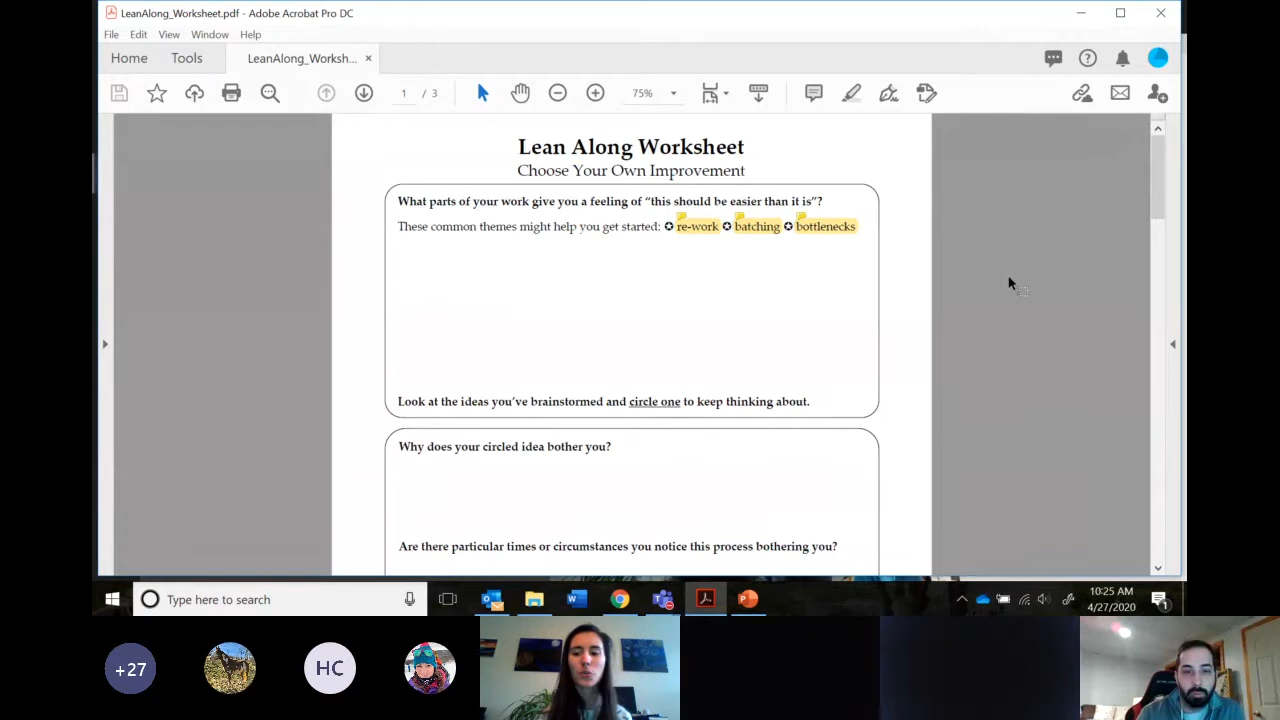 LeanAlong_Worksheet.pdf - Adobe Acrobat Pro DC
File Edit View Window Help
Home Tools LeanAlong_Worksh... ×
1 / 3 75%
Lean Along Worksheet
Choose Your Own Improvement
What parts of your work give you a feeling of “this should be easier than it is”?
These common themes might help you get started: ✪ re-work ✪ batching ✪ bottlenecks
Look at the ideas you’ve brainstormed and circle one to keep thinking about.
Why does your circled idea bother you?
Are there particular times or circumstances you notice this process bothering you?
Type here to search
10:25 AM
4/27/2020
1
+27
HC